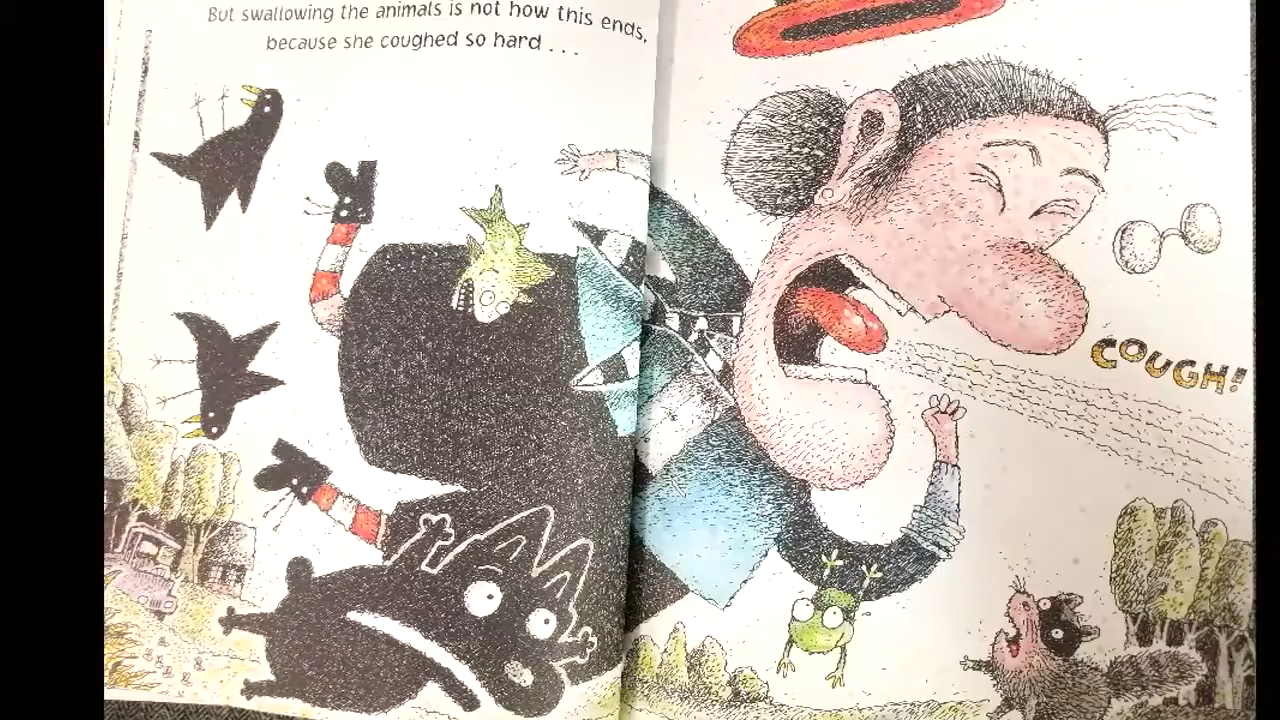 But swallowing the animals is not how this ends,
because she coughed so hard . . .
COUGH!